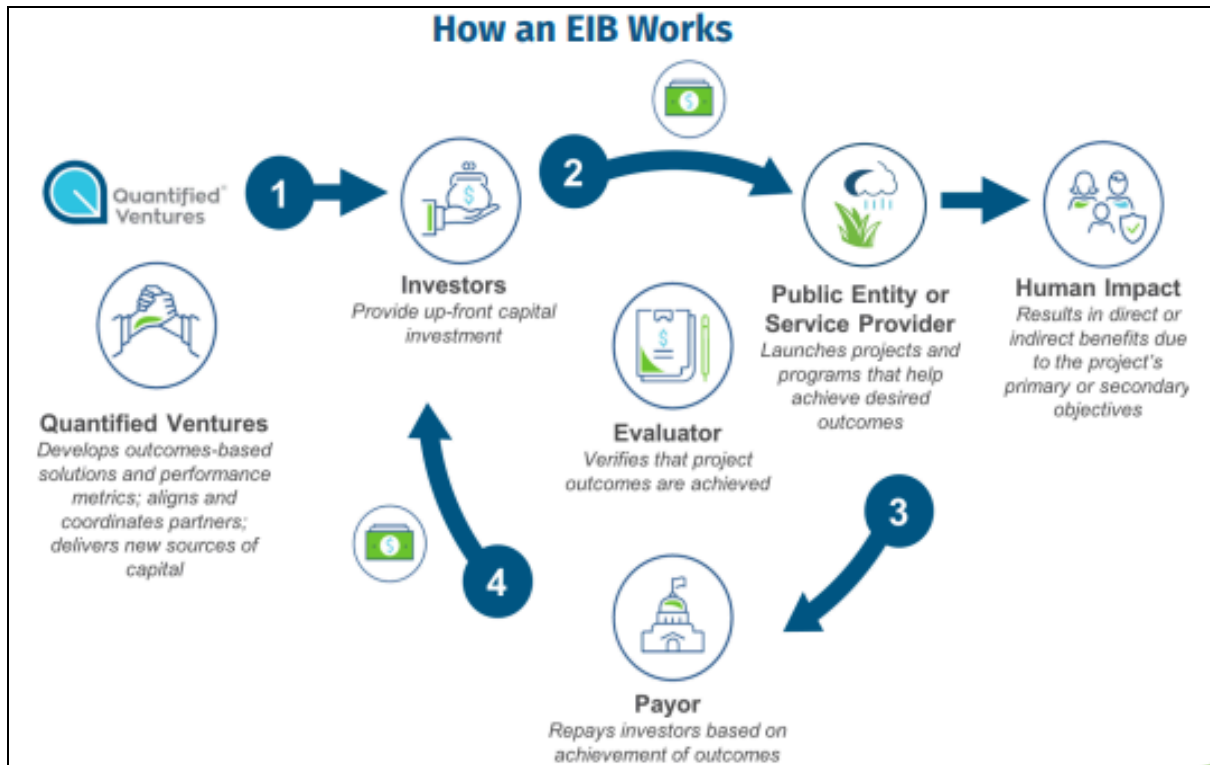 How an EIB Works
Quantified®
Ventures
1
2
$
$
Investors
Provide up-front capital
investment
Public Entity or
Service Provider
Launches projects and
programs that help
achieve desired
outcomes
Human Impact
Results in direct or
indirect benefits due
to the project's
primary or secondary
objectives
Quantified Ventures
Develops outcomes-based
solutions and performance
metrics; aligns and
coordinates partners;
delivers new sources of
capital
$
Evaluator
Verifies that project
outcomes are achieved
3
$
4
Payor
Repays investors based on
achievement of outcomes